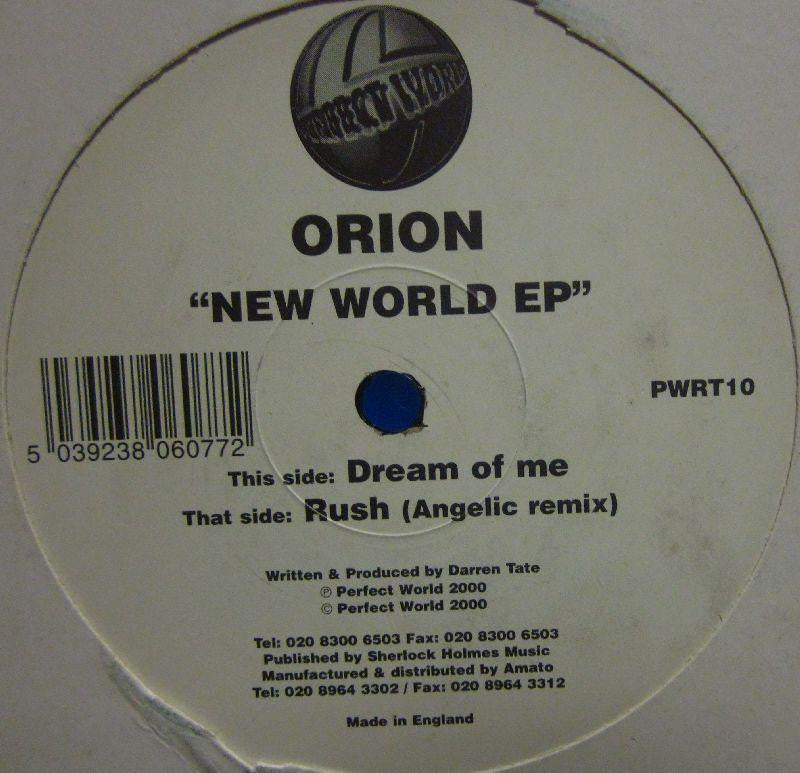 PERFECT WORLD
ORION
“NEW WORLD EP”
PWRT10
5 039238 060772
This side: Dream of me
That side: Rush (Angelic remix)
Written & Produced by Darren Tate
℗ Perfect World 2000
© Perfect World 2000
Tel: 020 8300 6503 Fax: 020 8300 6503
Published by Sherlock Holmes Music
Manufactured & distributed by Amato
Tel: 020 8964 3302 / Fax: 020 8964 3312
Made in England